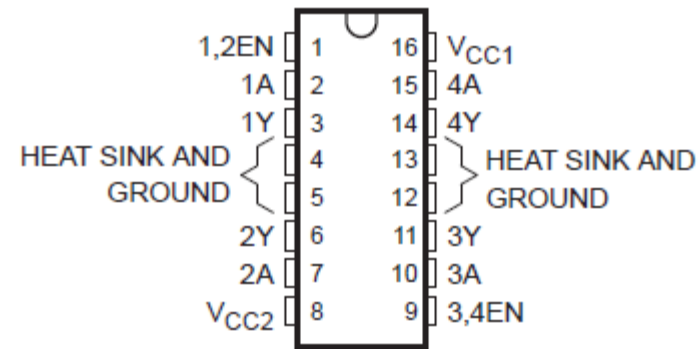 1,2EN 1 16 VCC1
1A 2 15 4A
1Y 3 14 4Y
HEAT SINK AND 4 13 HEAT SINK AND
GROUND 5 12 GROUND
2Y 6 11 3Y
2A 7 10 3A
VCC2 8 9 3,4EN